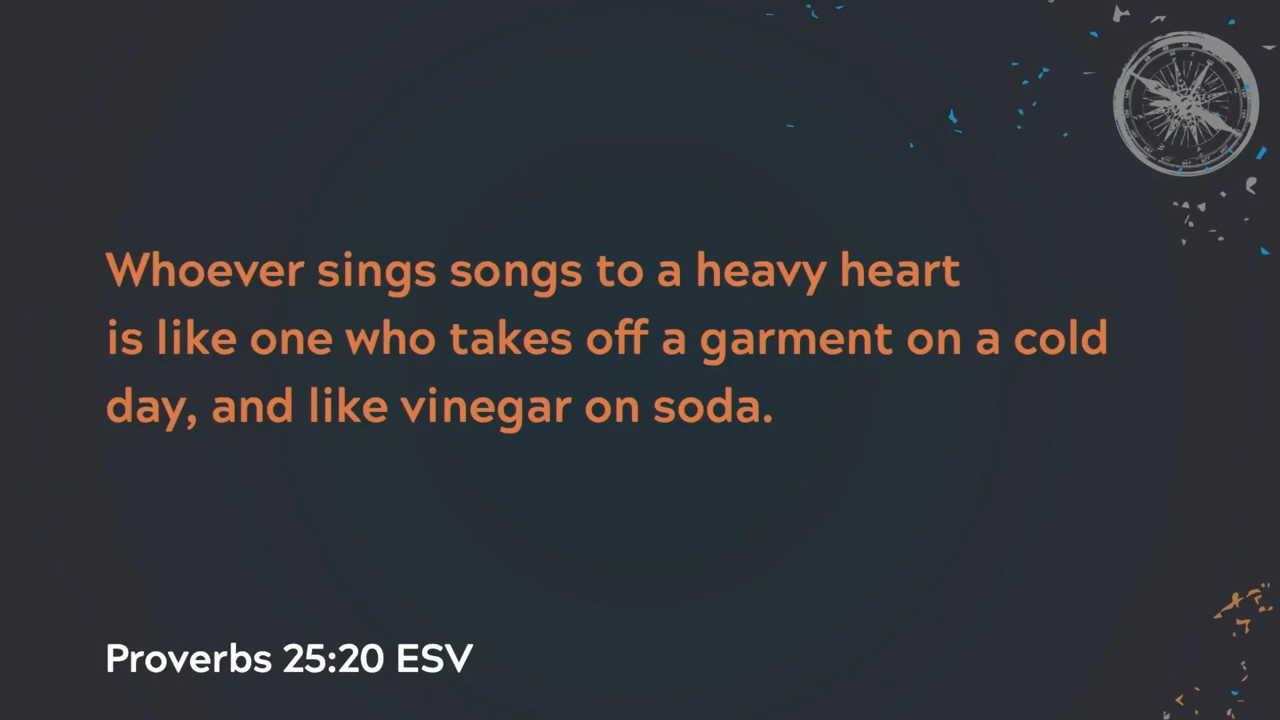 Whoever sings songs to a heavy heart
is like one who takes off a garment on a cold
day, and like vinegar on soda.
Proverbs 25:20 ESV